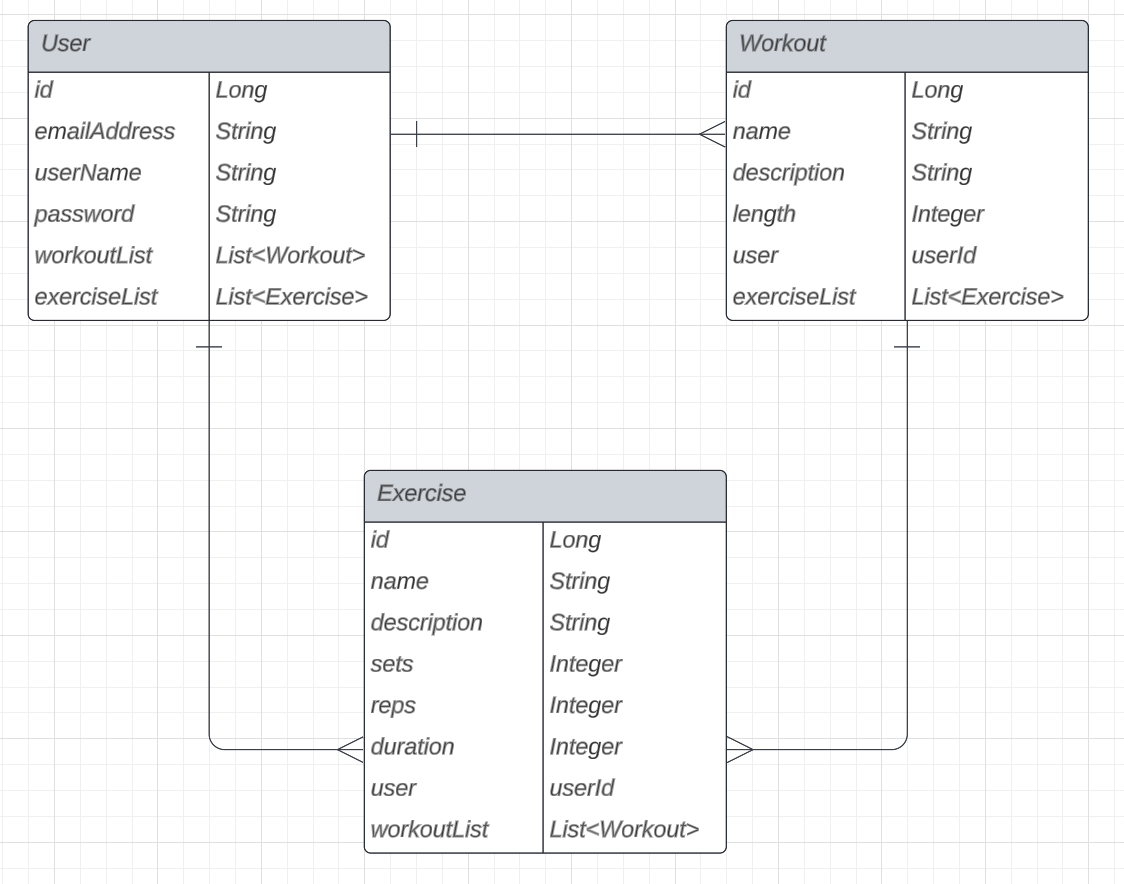 User
id Long
emailAddress String
userName String
password String
workoutList List<Workout>
exerciseList List<Exercise>
Workout
id Long
name String
description String
length Integer
user userId
exerciseList List<Exercise>
Exercise
id Long
name String
description String
sets Integer
reps Integer
duration Integer
user userId
workoutList List<Workout>